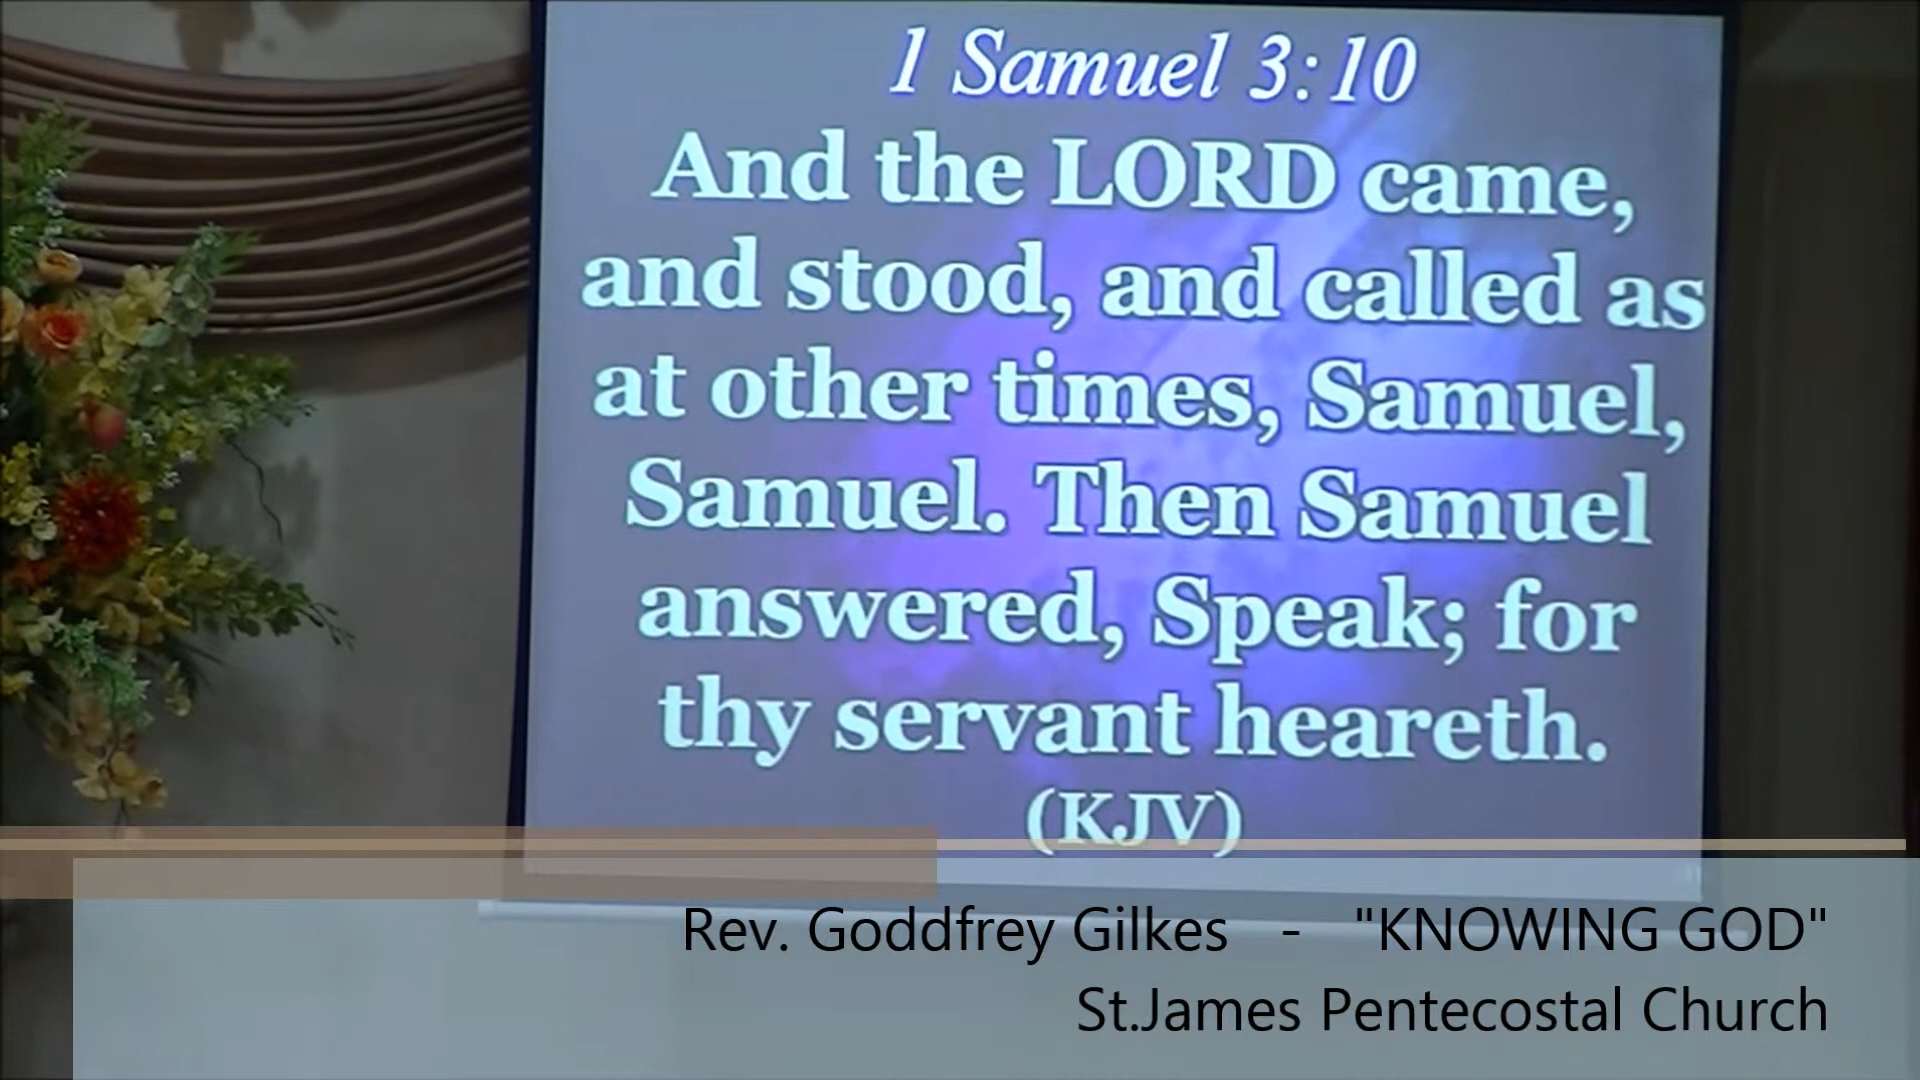 1 Samuel 3:10
And the LORD came,
and stood, and called as
at other times, Samuel,
Samuel. Then Samuel
answered, Speak; for
thy servant heareth.
(KJV)
Rev. Goddfrey Gilkes - "KNOWING GOD"
St.James Pentecostal Church